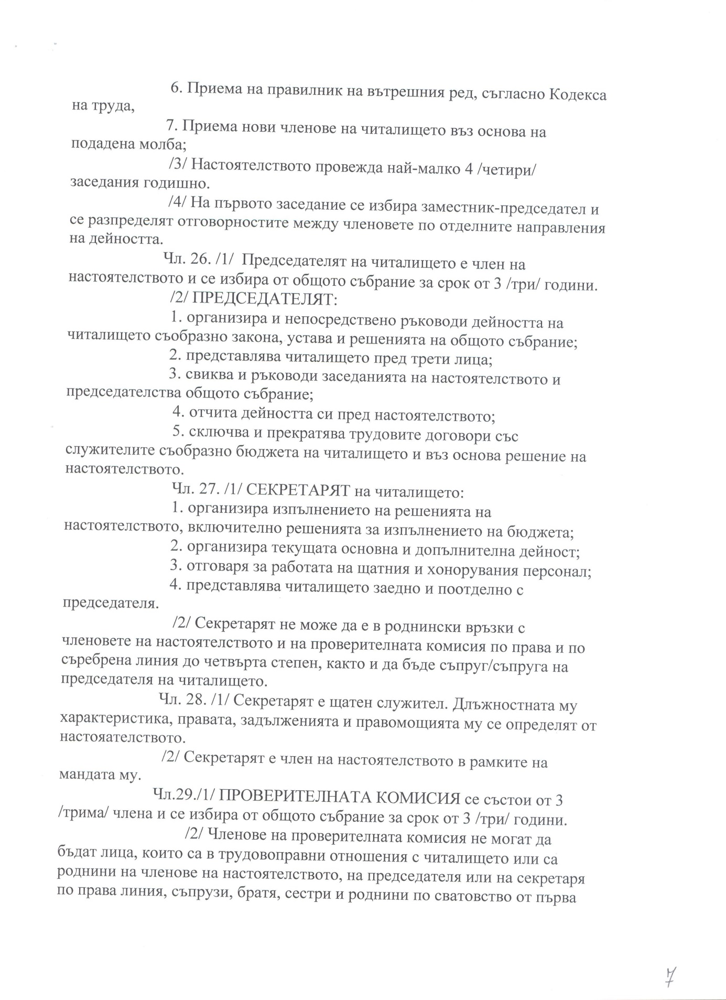 6. Приема на правилник на вътрешния ред, съгласно Кодекса
на труда,
7. Приема нови членове на читалището въз основа на
подадена молба;
/3/ Настоятелството провежда най-малко 4 /четири/
заседания годишно.
/4/ На първото заседание се избира заместник-председател и
се разпределят отговорностите между членовете по отделните направления
на дейността.
Чл. 26. /1/ Председателят на читалището е член на
настоятелството и се избира от общото събрание за срок от 3 /три/ години.
/2/ ПРЕДСЕДАТЕЛЯТ:
1. организира и непосредствено ръководи дейността на
читалището съобразно закона, устава и решенията на общото събрание;
2. представлява читалището пред трети лица;
3. свиква и ръководи заседанията на настоятелството и
председателства общото събрание;
4. отчита дейността си пред настоятелството;
5. сключва и прекратява трудовите договори със
служителите съобразно бюджета на читалището и въз основа решение на
настоятелството.
Чл. 27. /1/ СЕКРЕТАРЯТ на читалището:
1. организира изпълнението на решенията на
настоятелството, включително решенията за изпълнението на бюджета;
2. организира текущата основна и допълнителна дейност;
3. отговаря за работата на щатния и хонорувания персонал;
4. представлява читалището заедно и поотделно с
председателя.
/2/ Секретарят не може да е в роднински връзки с
членовете на настоятелството и на проверителната комисия по права и по
съребрена линия до четвърта степен, както и да бъде съпруг/съпруга на
председателя на читалището.
Чл. 28. /1/ Секретарят е щатен служител. Длъжностната му
характеристика, правата, задълженията и правомощията му се определят от
настояателството.
/2/ Секретарят е член на настоятелството в рамките на
мандата му.
Чл.29./1/ ПРОВЕРИТЕЛНАТА КОМИСИЯ се състои от 3
/трима/ члена и се избира от общото събрание за срок от 3 /три/ години.
/2/ Членове на проверителната комисия не могат да
бъдат лица, които са в трудовоправни отношения с читалището или са
роднини на членове на настоятелството, на председателя или на секретаря
по права линия, съпрузи, братя, сестри и роднини по сватовство от първа
7